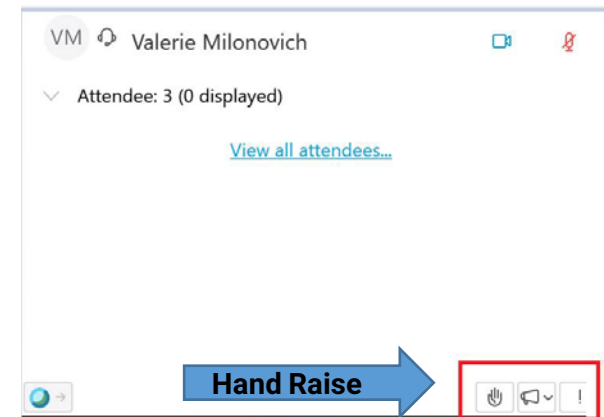 VM Valerie Milonovich
Attendee: 3 (0 displayed)
View all attendees...
Hand Raise
!